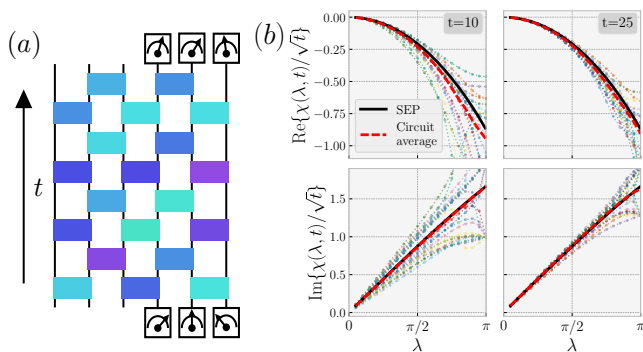 (a)
t
(b)
t=10
t=25
Re{χ(λ, t)/√t}
0.00
−0.25
−0.50
−0.75
−1.00
SEP
Circuit
average
Im{χ(λ, t)/√t}
1.5
1.0
0.5
0.0
0
π/2
π
λ
0
π/2
π
λ